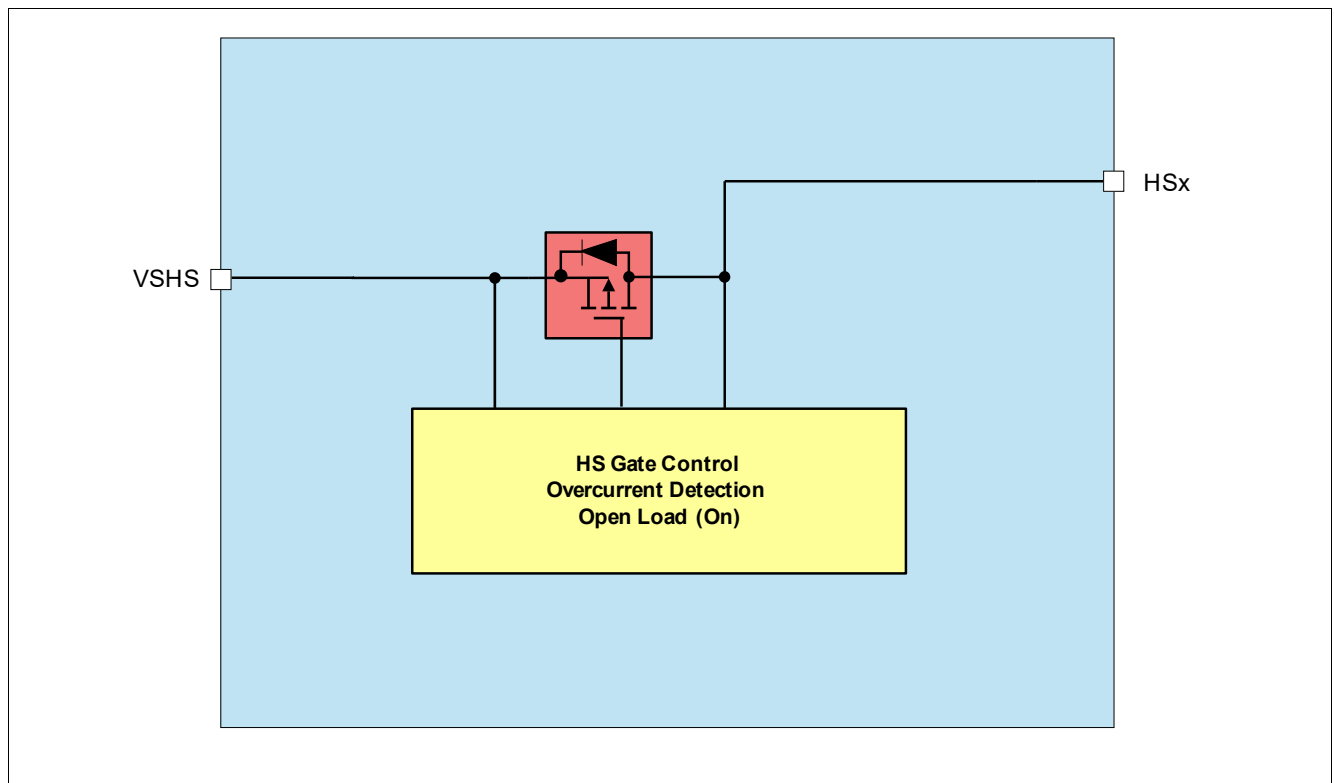 HSx
VSHS
HS Gate Control
Overcurrent Detection
Open Load (On)